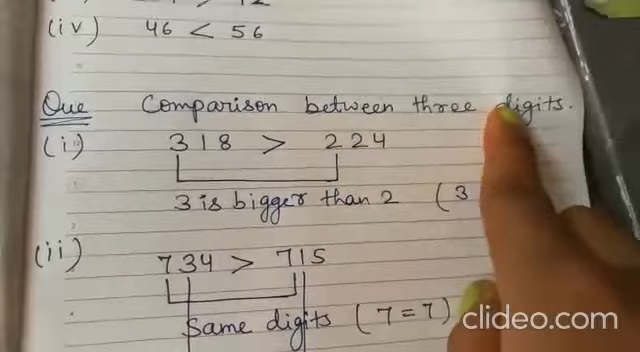 (iv) 46 < 56
Que Comparison between three digits.
(i) 318 > 224
3 is bigger than 2 (3
(ii) 734 > 715
Same digits (7=7)
clideo.com